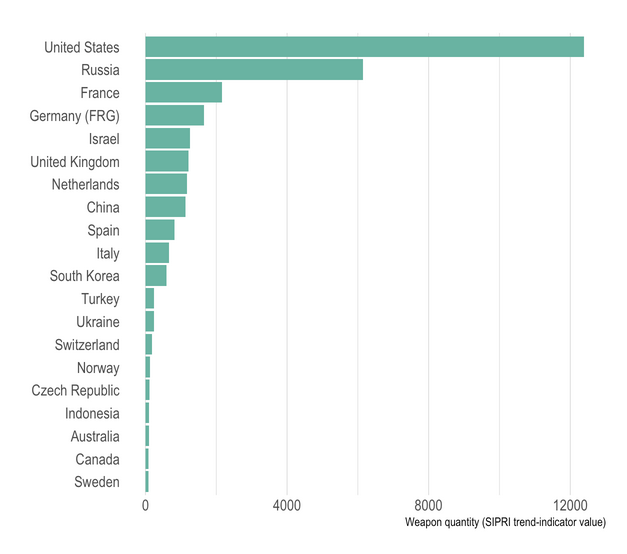 United States
Russia
France
Germany (FRG)
Israel
United Kingdom
Netherlands
China
Spain
Italy
South Korea
Turkey
Ukraine
Switzerland
Norway
Czech Republic
Indonesia
Australia
Canada
Sweden
0 4000 8000 12000
Weapon quantity (SIPRI trend-indicator value)